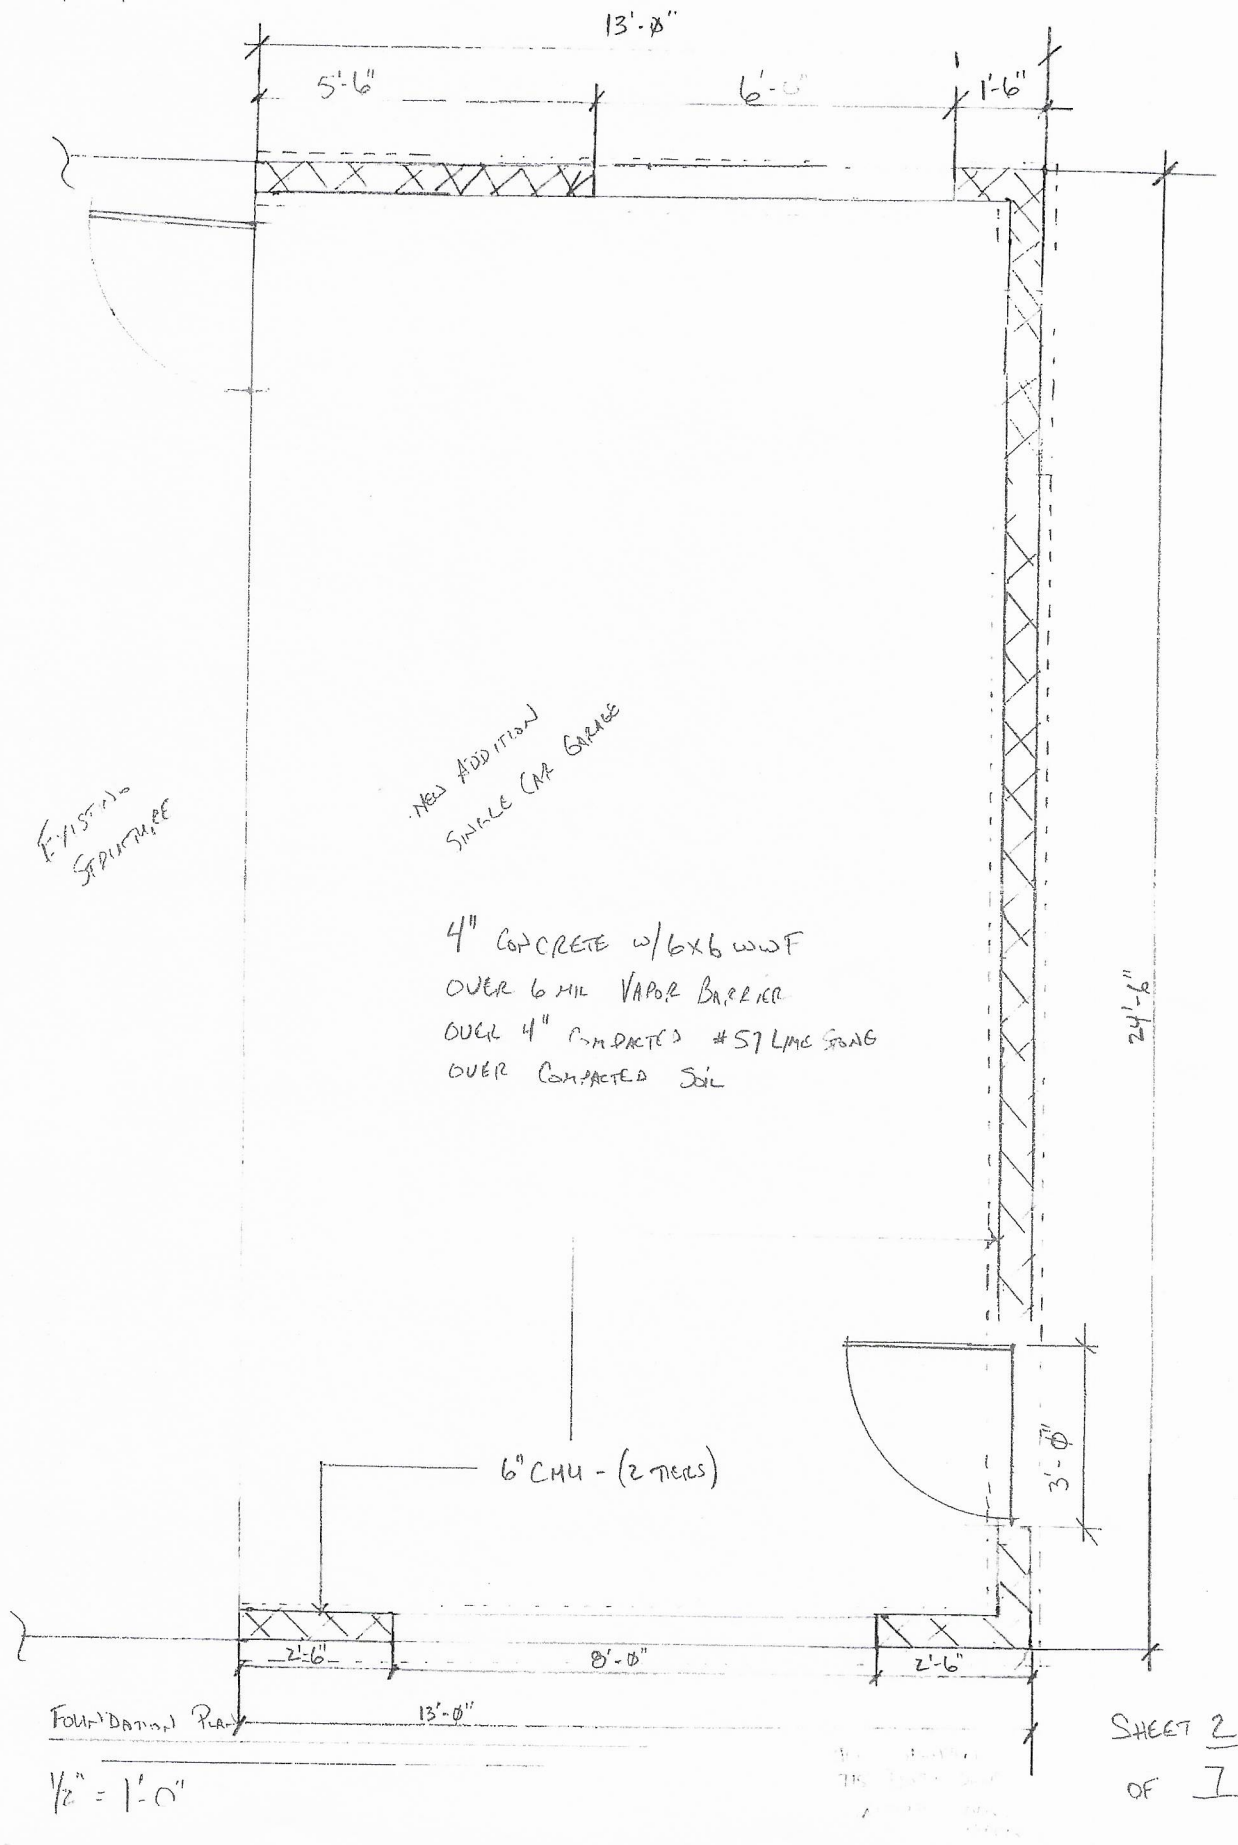 13'-0"
5'-6"
6'-0"
1'-6"
NEW ADDITION
SINGLE CAR GARAGE
EXISTING
STRUCTURE
4" CONCRETE W/6X6 WWF
OVER 6 MIL VAPOR BARRIER
OVER 4" COMPACTED #57 LIMESTONE
OVER COMPACTED SOIL
24'-6"
3'-0"
6" CMU - (2 TIERS)
2'-6"
8'-0"
2'-6"
13'-0"
FOUNDATION PLAN
1/2" = 1'-0"
SHEET 2
OF 7